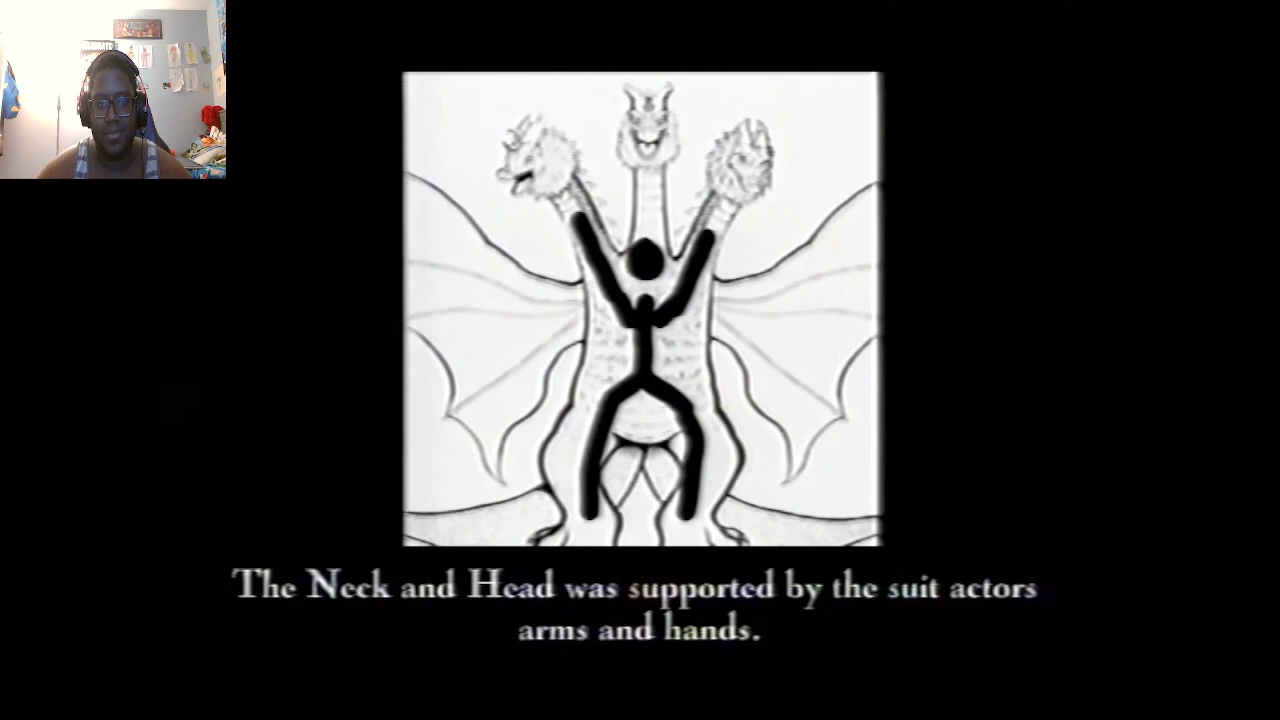 The Neck and Head was supported by the suit actors
arms and hands.